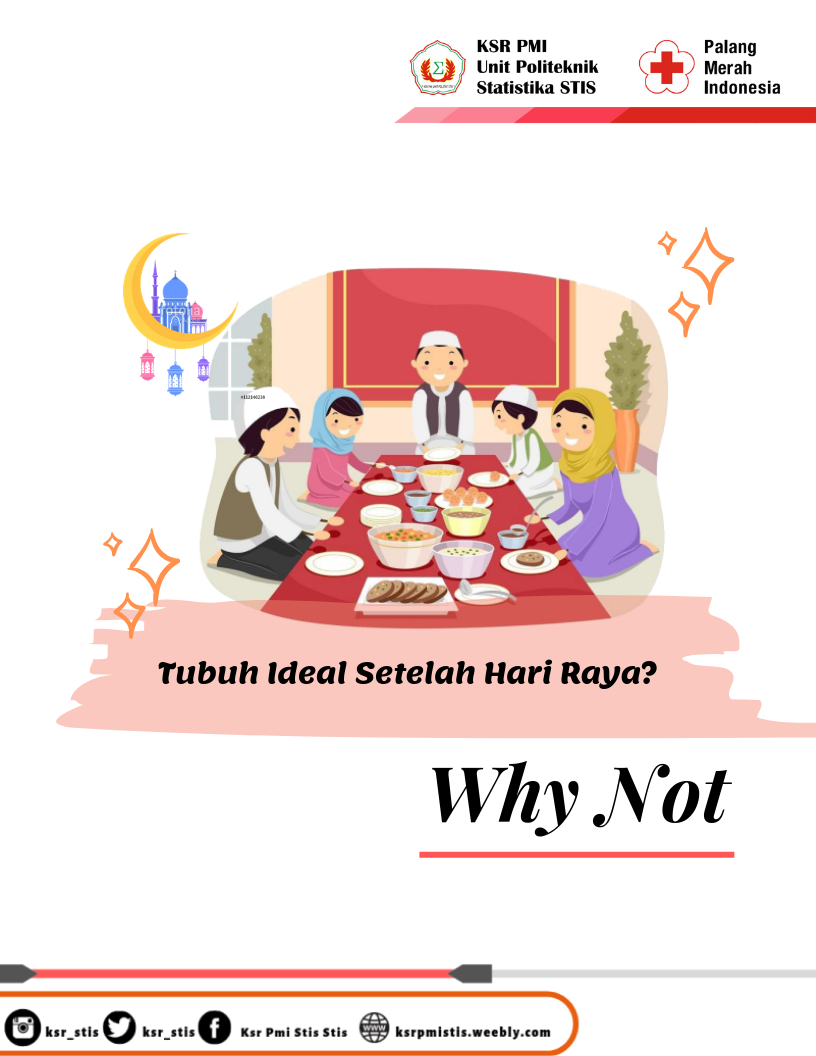 KSR PMI
Unit Politeknik
Statistika STIS
Palang
Merah
Indonesia
Tubuh Ideal Setelah Hari Raya?
Why Not
ksr_stis
ksr_stis
Ksr Pmi Stis Stis
ksrpmistis.weebly.com